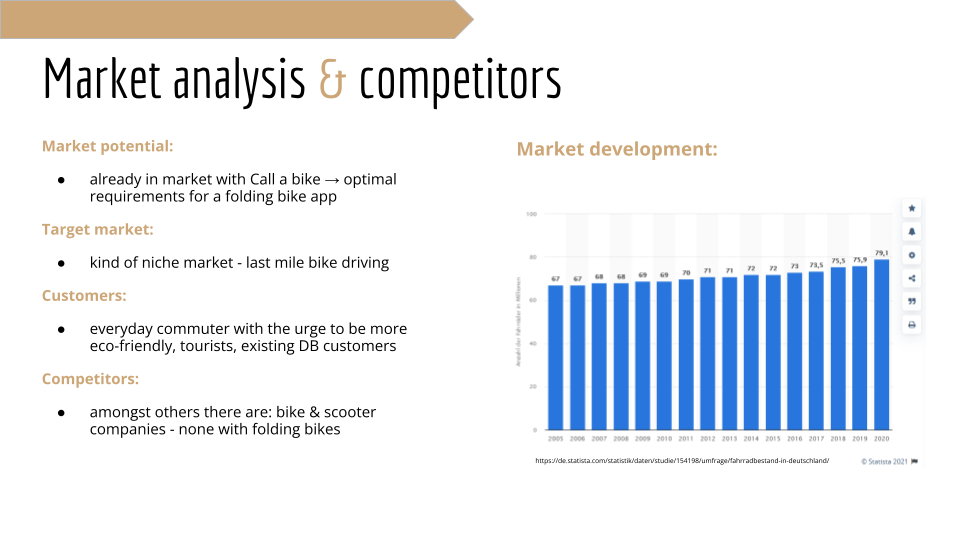 Market analysis & competitors
Market potential:
● already in market with Call a bike → optimal
requirements for a folding bike app
Target market:
● kind of niche market - last mile bike driving
Customers:
● everyday commuter with the urge to be more
eco-friendly, tourists, existing DB customers
Competitors:
● amongst others there are: bike & scooter
companies - none with folding bikes
Market development:
Anzahl der Fahrräder in Millionen
100
80
60
40
20
0
67 67 68 68 69 69 70 71 71 72 72 73 73,5 75,5 75,9 79,1
2005 2006 2007 2008 2009 2010 2011 2012 2013 2014 2015 2016 2017 2018 2019 2020
https://de.statista.com/statistik/daten/studie/154198/umfrage/fahrradbestand-in-deutschland/
© Statista 2021